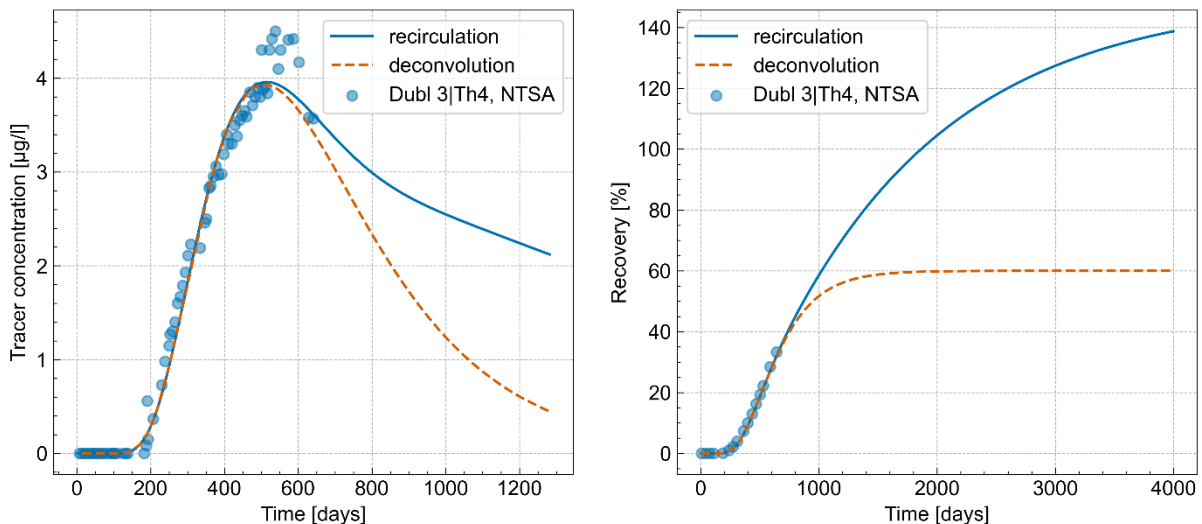 recirculation
deconvolution
Dubl 3|Th4, NTSA
Tracer concentration [µg/l]
4
3
2
1
0
0 200 400 600 800 1000 1200
Time [days]
recirculation
deconvolution
Dubl 3|Th4, NTSA
Recovery [%]
140
120
100
80
60
40
20
0
0 1000 2000 3000 4000
Time [days]